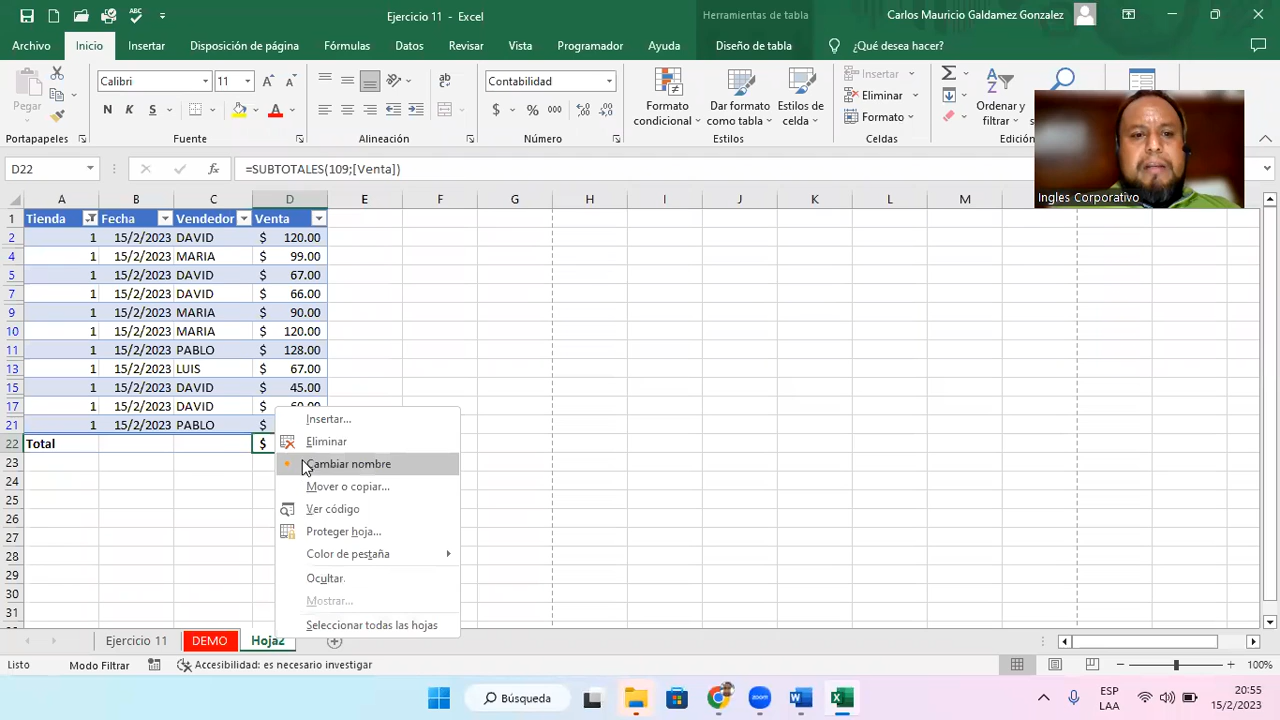 Ejercicio 11 - Excel
Herramientas de tabla
Carlos Mauricio Galdamez Gonzalez
Archivo Inicio Insertar Disposición de página Fórmulas Datos Revisar Vista Programador Ayuda Diseño de tabla ¿Qué desea hacer?
Pegar
Calibri 11
N K S
Contabilidad
$ % 000
Formato condicional
Dar formato como tabla
Estilos de celda
Insertar
Eliminar
Formato
Ordenar y filtrar
Portapapeles Fuente Alineación Número Estilos Celdas Edición
Ingles Corporativo
D22 =SUBTOTALES(109;[Venta])
A B C D E F G H I J K L M
1 Tienda Fecha Vendedor Venta
2 1 15/2/2023 DAVID $ 120.00
4 1 15/2/2023 MARIA $ 99.00
5 1 15/2/2023 DAVID $ 67.00
7 1 15/2/2023 DAVID $ 66.00
9 1 15/2/2023 MARIA $ 90.00
10 1 15/2/2023 MARIA $ 120.00
11 1 15/2/2023 PABLO $ 128.00
13 1 15/2/2023 LUIS $ 67.00
15 1 15/2/2023 DAVID $ 45.00
17 1 15/2/2023 DAVID $
21 1 15/2/2023 PABLO $
22 Total $
23
24
25
26
27
28
29
30
31
Insertar...
Eliminar
Cambiar nombre
Mover o copiar...
Ver código
Proteger hoja...
Color de pestaña
Ocultar
Mostrar...
Seleccionar todas las hojas
Ejercicio 11 DEMO Hoja2
Listo Modo Filtrar Accesibilidad: es necesario investigar 100%
Búsqueda
zoom
ESP
LAA
20:55
15/2/2023